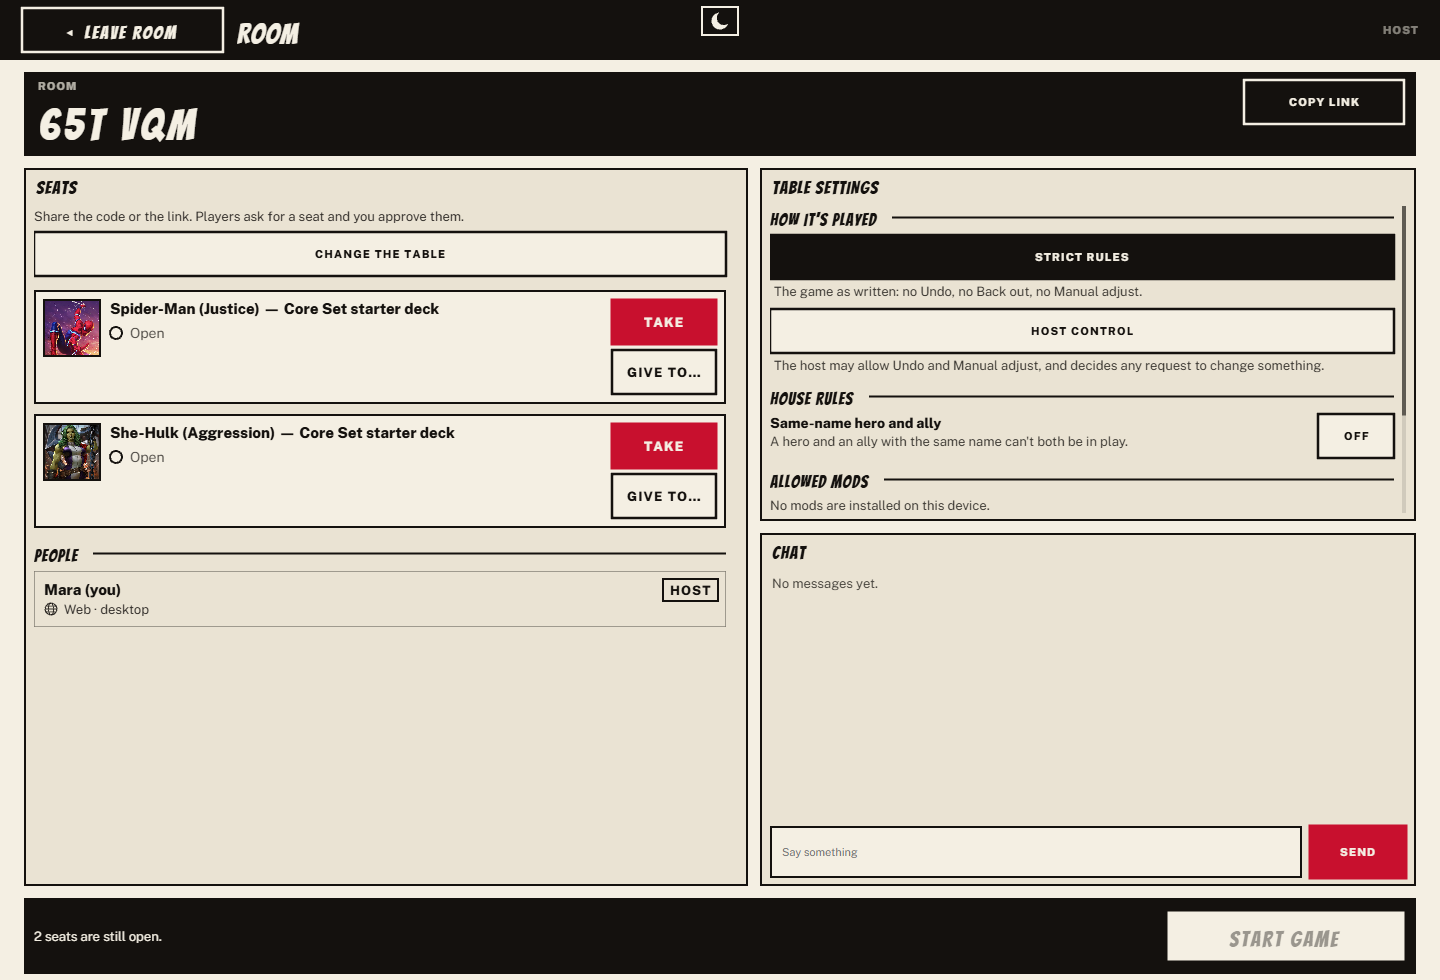 ◂ LEAVE ROOM
ROOM
HOST
ROOM
65T VQM
COPY LINK
SEATS
Share the code or the link. Players ask for a seat and you approve them.
CHANGE THE TABLE
Spider-Man (Justice) — Core Set starter deck
Open
TAKE
GIVE TO...
She-Hulk (Aggression) — Core Set starter deck
Open
TAKE
GIVE TO...
PEOPLE
Mara (you)
Web · desktop
HOST
TABLE SETTINGS
HOW IT'S PLAYED
STRICT RULES
The game as written: no Undo, no Back out, no Manual adjust.
HOST CONTROL
The host may allow Undo and Manual adjust, and decides any request to change something.
HOUSE RULES
Same-name hero and ally
A hero and an ally with the same name can't both be in play.
OFF
ALLOWED MODS
No mods are installed on this device.
CHAT
No messages yet.
Say something
SEND
2 seats are still open.
START GAME